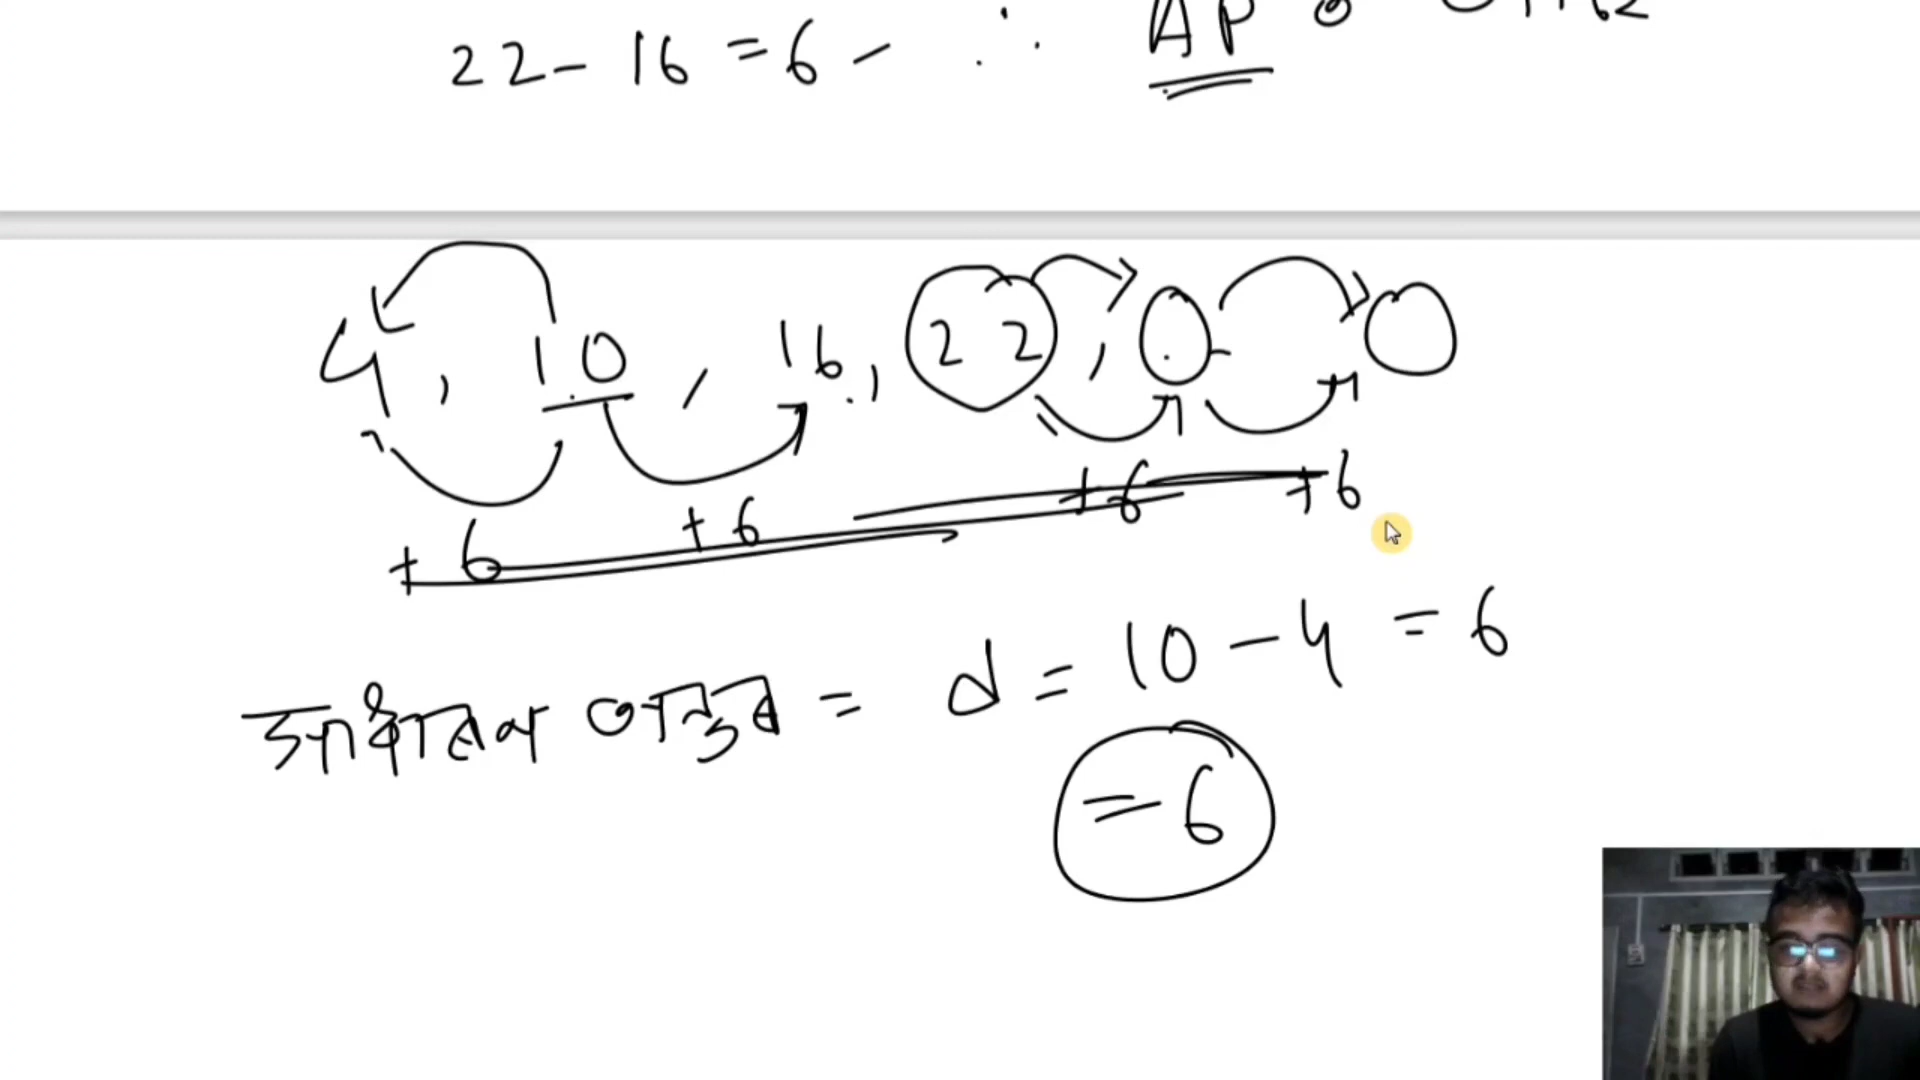 22 - 16 = 6 - ∴ AP
4, 10, 16, 22,
+6 +6 +6 +6
সাধাৰণ অন্তৰ = d = 10 - 4 = 6
= 6